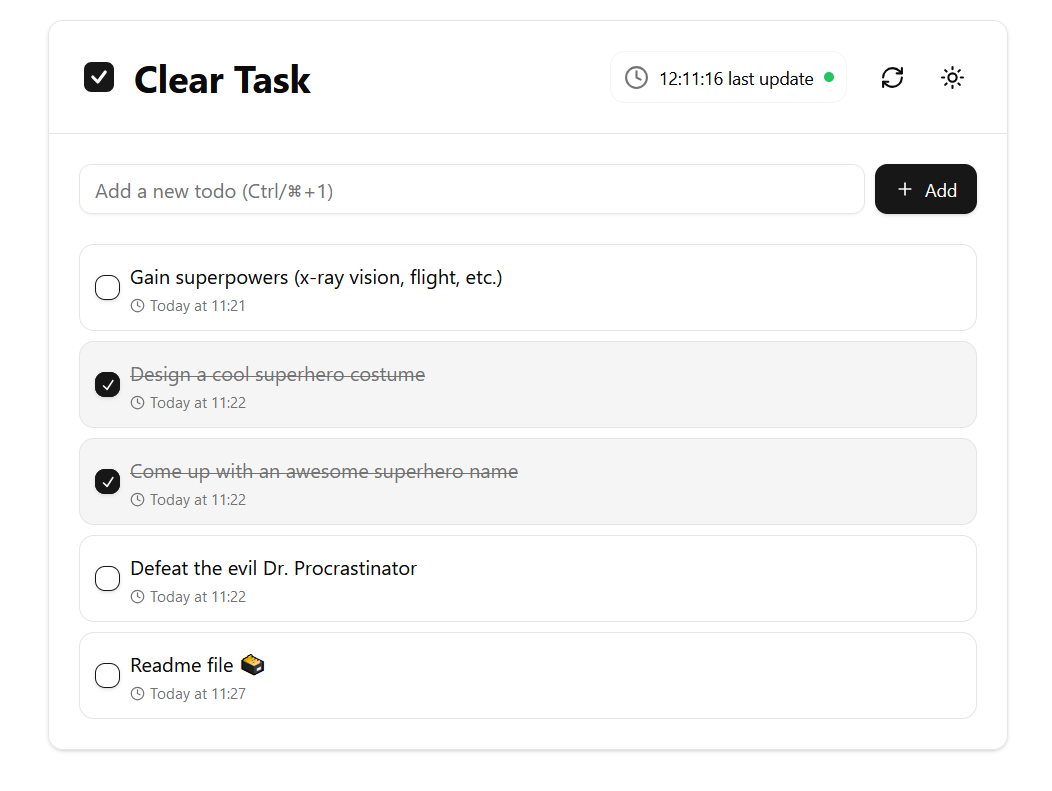 Clear Task
12:11:16 last update
Add a new todo (Ctrl/⌘+1)
+ Add
Gain superpowers (x-ray vision, flight, etc.)
Today at 11:21
Design a cool superhero costume
Today at 11:22
Come up with an awesome superhero name
Today at 11:22
Defeat the evil Dr. Procrastinator
Today at 11:22
Readme file 🗳️
Today at 11:27